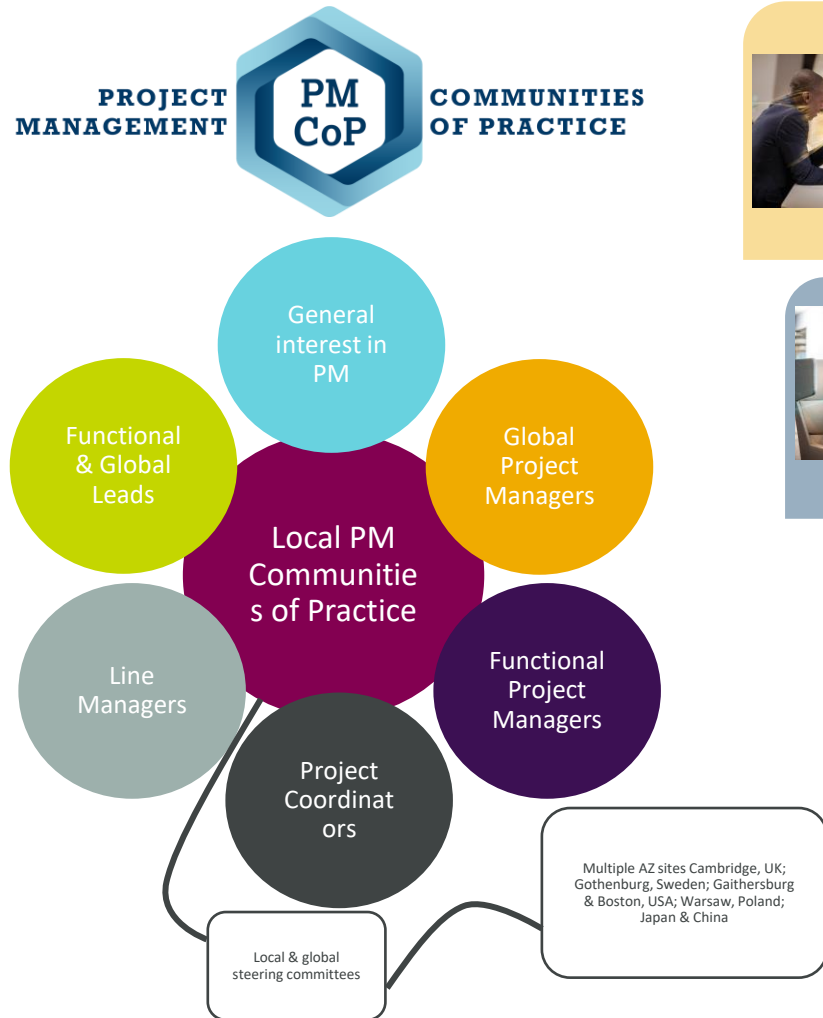 PROJECT
MANAGEMENT
PM
CoP
COMMUNITIES
OF PRACTICE
General
interest in
PM
Functional
& Global
Leads
Global
Project
Managers
Local PM
Communitie
s of Practice
Line
Managers
Functional
Project
Managers
Project
Coordinat
ors
Multiple AZ sites Cambridge, UK;
Gothenburg, Sweden; Gaithersburg
& Boston, USA; Warsaw, Poland;
Japan & China
Local & global
steering committees